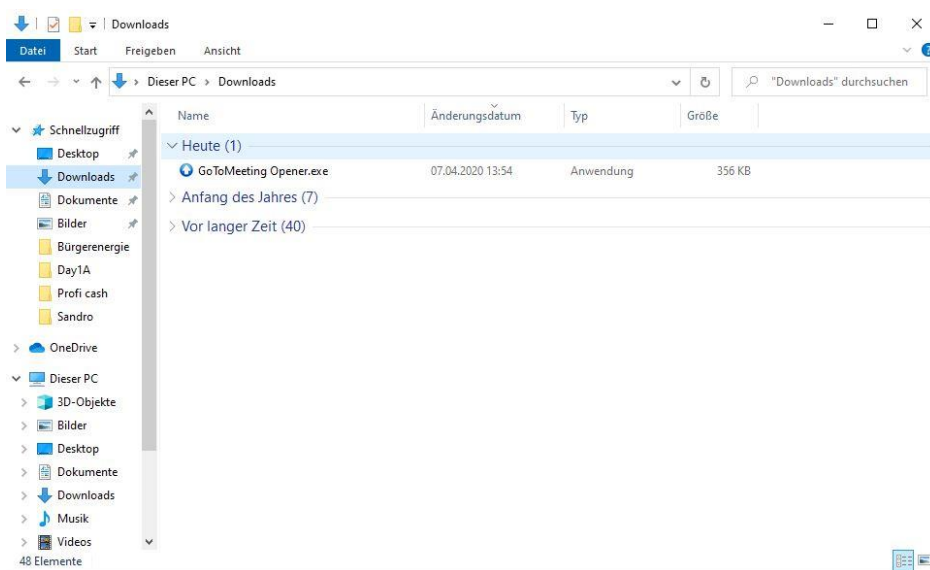 Downloads
Datei Start Freigeben Ansicht
Dieser PC > Downloads "Downloads" durchsuchen
Name Änderungsdatum Typ Größe
Schnellzugriff
Desktop
Downloads
Dokumente
Bilder
Bürgerenergie
Day1A
Profi cash
Sandro
OneDrive
Dieser PC
3D-Objekte
Bilder
Desktop
Dokumente
Downloads
Musik
Videos
Heute (1)
GoToMeeting Opener.exe 07.04.2020 13:54 Anwendung 356 KB
Anfang des Jahres (7)
Vor langer Zeit (40)
48 Elemente